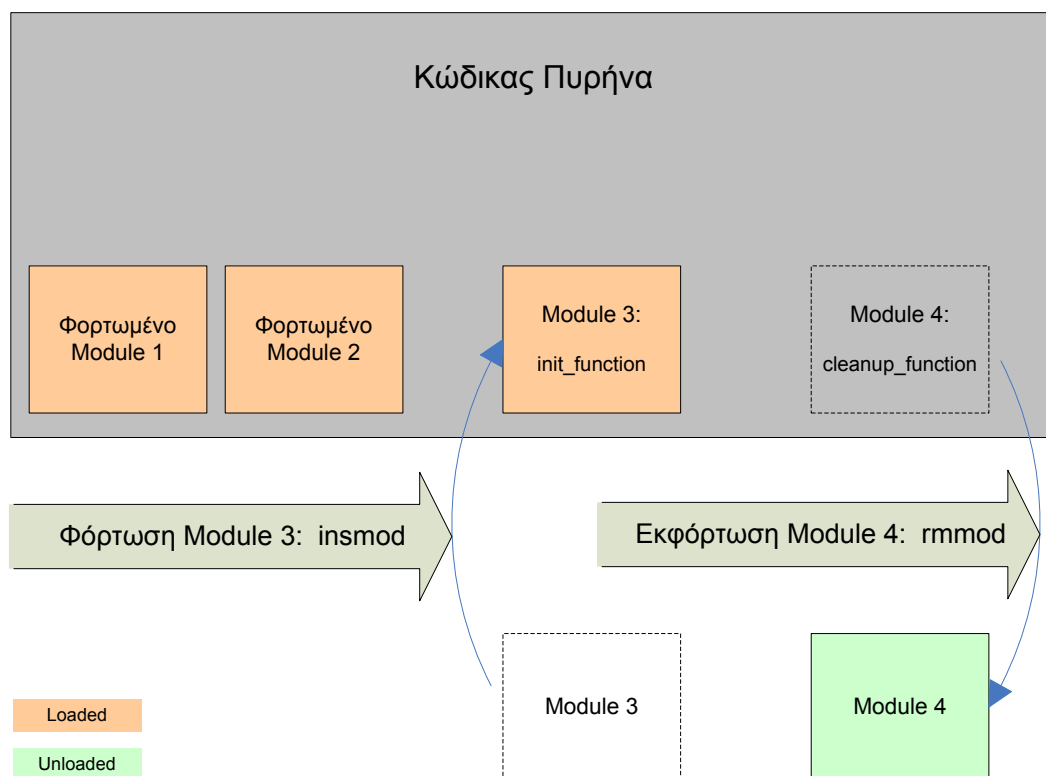 Κώδικας Πυρήνα
Φορτωμένο
Module 1
Φορτωμένο
Module 2
Module 3:
init_function
Module 4:
cleanup_function
Φόρτωση Module 3: insmod
Εκφόρτωση Module 4: rmmod
Module 3
Module 4
Loaded
Unloaded